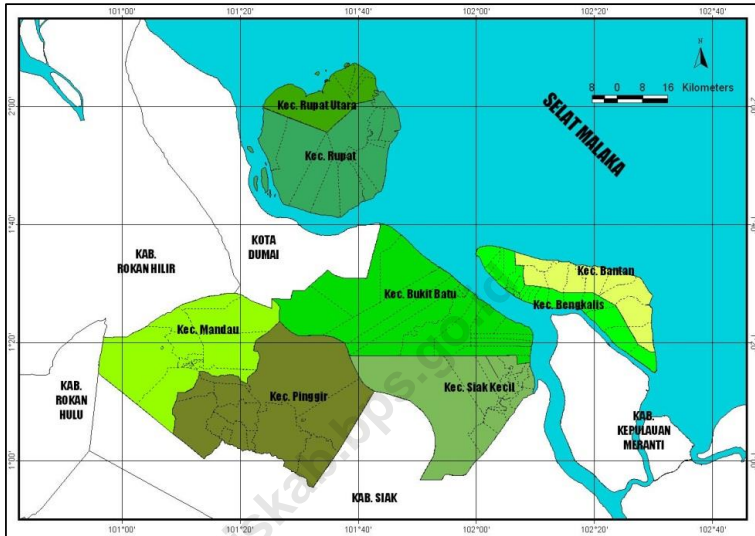 101°00' 101°20' 101°40' 102°00' 102°20' 102°40'
N
8 0 8 16 Kilometers
2°00'
Kec. Rupat Utara
SELAT MALAKA
Kec. Rupat
1°40'
KAB.
ROKAN HILIR
KOTA
DUMAI
Kec. Bantan
Kec. Bukit Batu
Kec. Bengkalis
Kec. Mandau
1°20'
KAB.
ROKAN
HULU
Kec. Pinggir
Kec. Siak Kecil
KAB.
KEPULAUAN
MERANTI
1°00'
KAB. SIAK
101°00' 101°20' 101°40' 102°00' 102°20' 102°40'